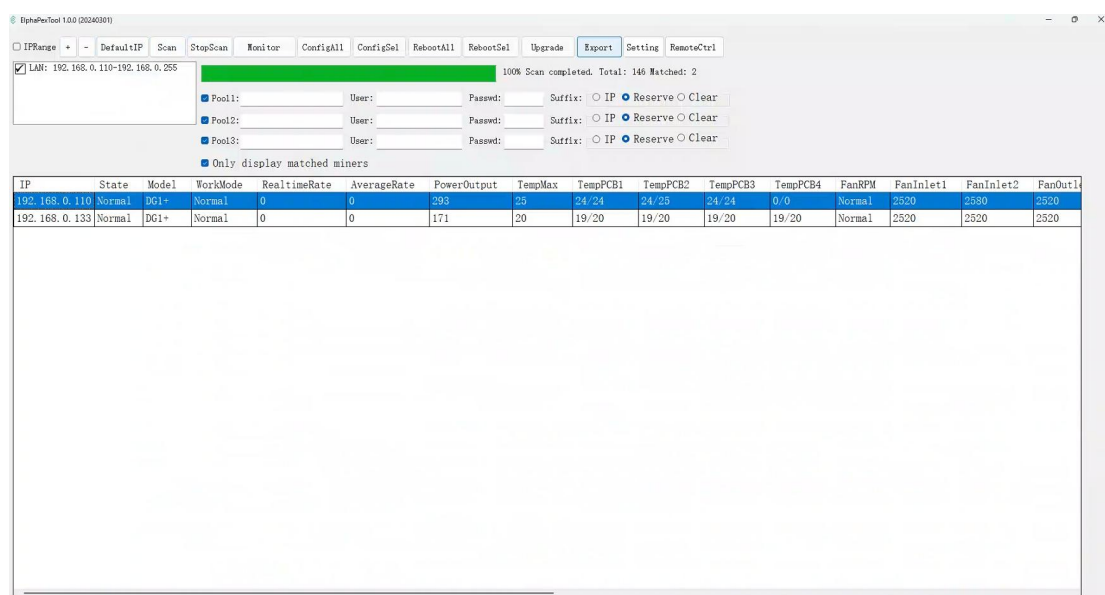 ElphaPexTool 1.0.0 (20240301)
IPRange + - DefaultIP Scan StopScan Monitor ConfigAll ConfigSel RebootAll RebootSel Upgrade Export Setting RemoteCtrl
LAN: 192.168.0.110-192.168.0.255
100% Scan completed. Total: 146 Matched: 2
Pool1: User: Passwd: Suffix: IP Reserve Clear
Pool2: User: Passwd: Suffix: IP Reserve Clear
Pool3: User: Passwd: Suffix: IP Reserve Clear
Only display matched miners
IP State Model WorkMode RealtimeRate AverageRate PowerOutput TempMax TempPCB1 TempPCB2 TempPCB3 TempPCB4 FanRPM FanInlet1 FanInlet2 FanOutle
192.168.0.110 Normal DG1+ Normal 0 0 293 25 24/24 24/25 24/24 0/0 Normal 2520 2580 2520
192.168.0.133 Normal DG1+ Normal 0 0 171 20 19/20 19/20 19/20 19/20 Normal 2520 2520 2520